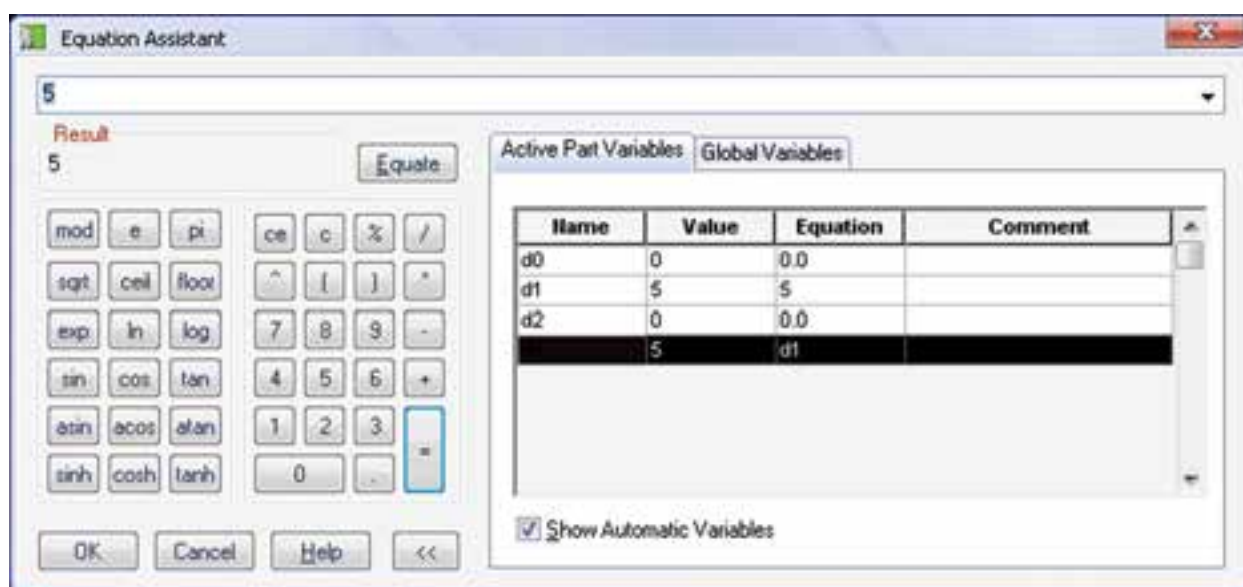 Equation Assistant
5
Result
5
Equate
mod e pi
sqrt ceil floor
exp ln log
sin cos tan
asin acos atan
sinh cosh tanh
ce c % /
^ [ ] *
7 8 9 -
4 5 6 +
1 2 3 =
0 .
OK Cancel Help <<
Active Part Variables Global Variables
Name Value Equation Comment
d0 0 0.0
d1 5 5
d2 0 0.0
5 d1
Show Automatic Variables